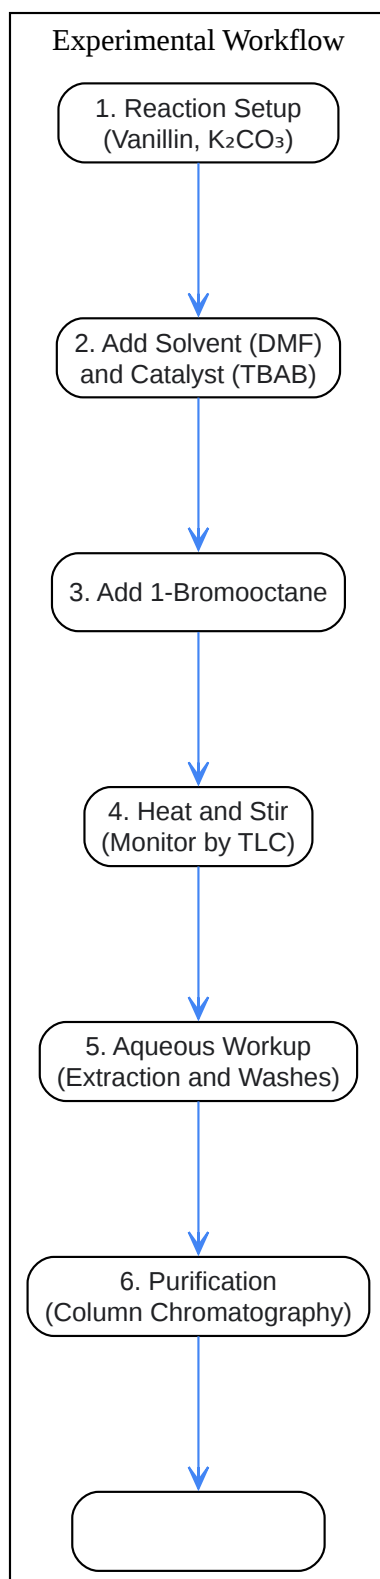 Experimental Workflow
1. Reaction Setup
(Vanillin, K₂CO₃)
2. Add Solvent (DMF)
and Catalyst (TBAB)
3. Add 1-Bromooctane
4. Heat and Stir
(Monitor by TLC)
5. Aqueous Workup
(Extraction and Washes)
6. Purification
(Column Chromatography)